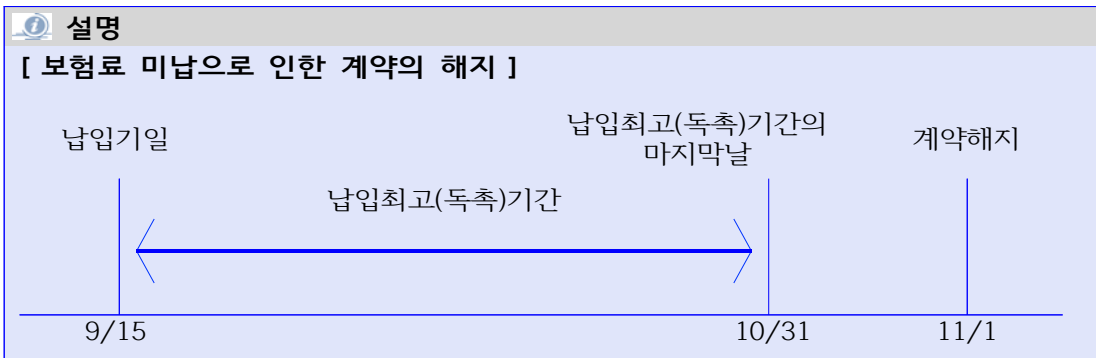 설명
[ 보험료 미납으로 인한 계약의 해지 ]
납입기일
납입최고(독촉)기간의
마지막날
계약해지
납입최고(독촉)기간
9/15
10/31
11/1